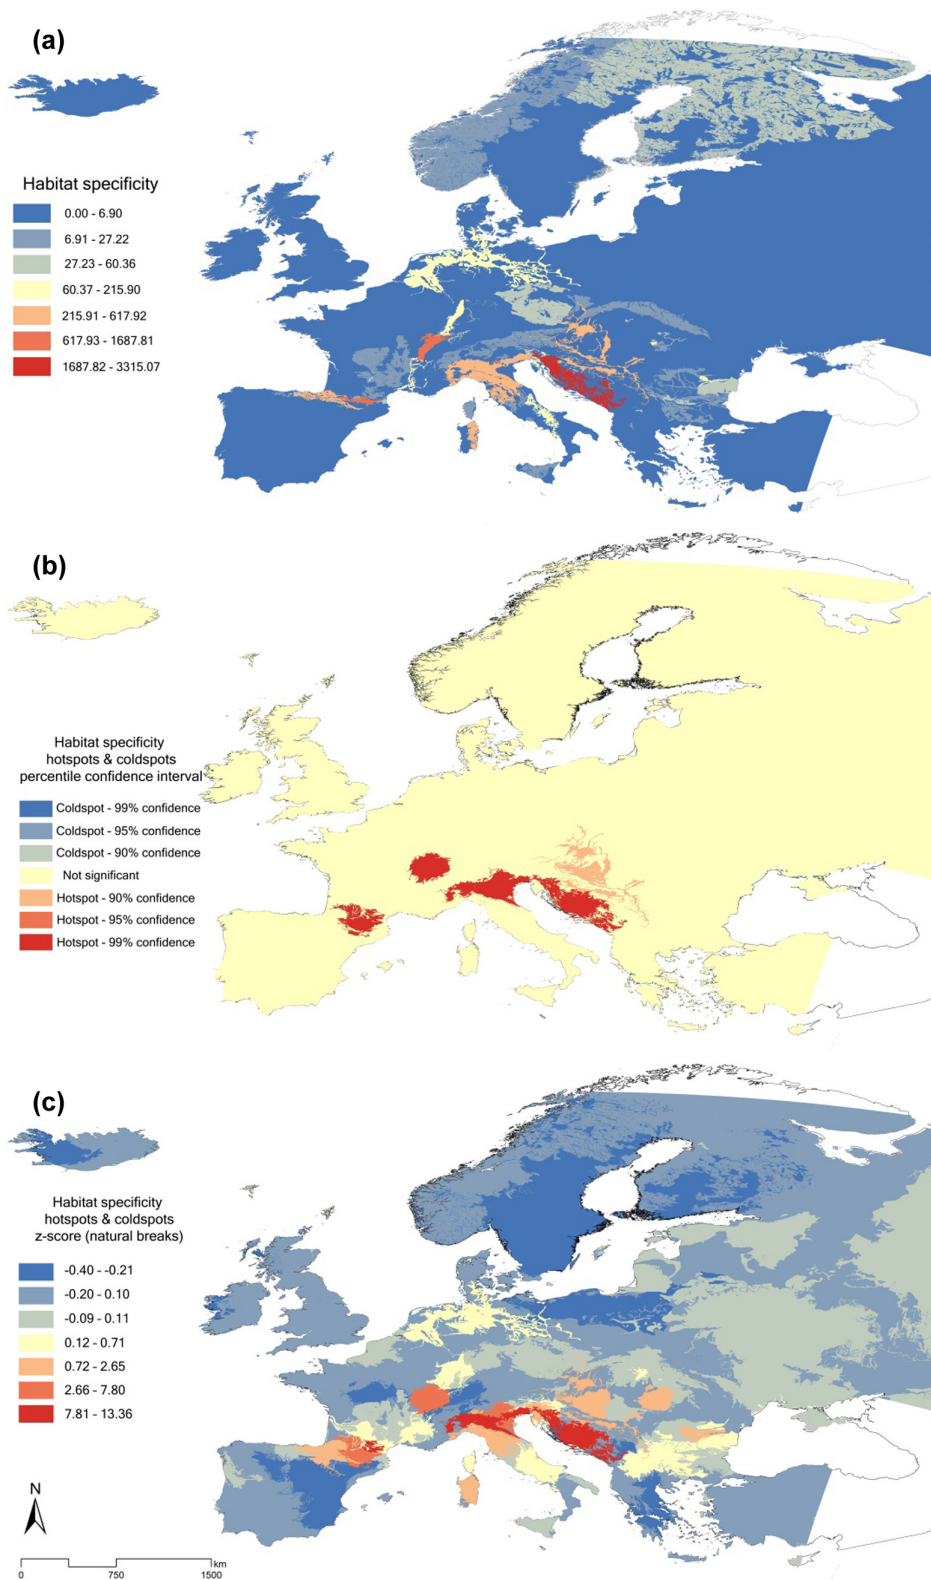 (a)
Habitat specificity
0.00 - 6.90
6.91 - 27.22
27.23 - 60.36
60.37 - 215.90
215.91 - 617.92
617.93 - 1687.81
1687.82 - 3315.07
(b)
Habitat specificity
hotspots & coldspots
percentile confidence interval
Coldspot - 99% confidence
Coldspot - 95% confidence
Coldspot - 90% confidence
Not significant
Hotspot - 90% confidence
Hotspot - 95% confidence
Hotspot - 99% confidence
(c)
Habitat specificity
hotspots & coldspots
z-score (natural breaks)
-0.40 - -0.21
-0.20 - 0.10
-0.09 - 0.11
0.12 - 0.71
0.72 - 2.65
2.66 - 7.80
7.81 - 13.36
N
km
0 750 1500